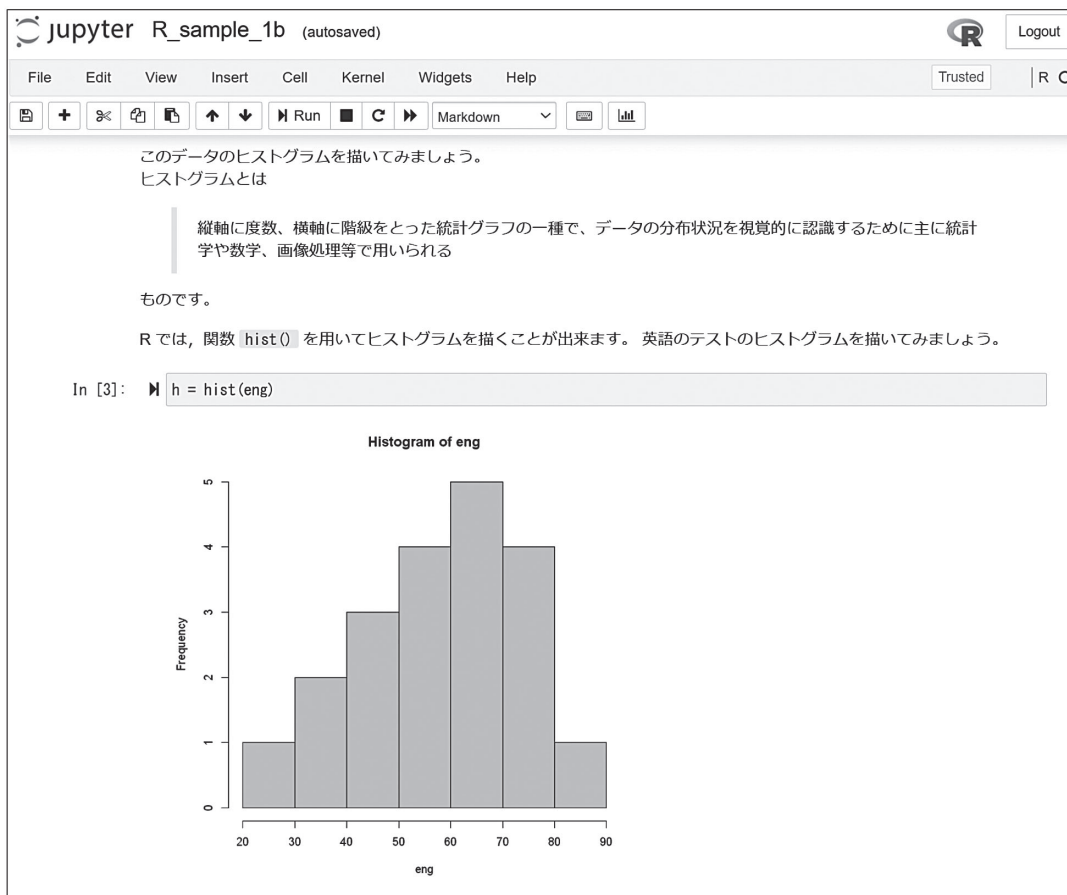 jupyter R_sample_1b (autosaved)
R
Logout
File Edit View Insert Cell Kernel Widgets Help
Trusted
R
Run
Markdown
このデータのヒストグラムを描いてみましょう。
ヒストグラムとは
縦軸に度数、横軸に階級をとった統計グラフの一種で、データの分布状況を視覚的に認識するために主に統計
学や数学、画像処理等で用いられる
ものです。
R では, 関数 hist() を用いてヒストグラムを描くことが出来ます。 英語のテストのヒストグラムを描いてみましょう。
In [3]: h = hist(eng)
Histogram of eng
5
4
3
2
1
0
Frequency
20 30 40 50 60 70 80 90
eng